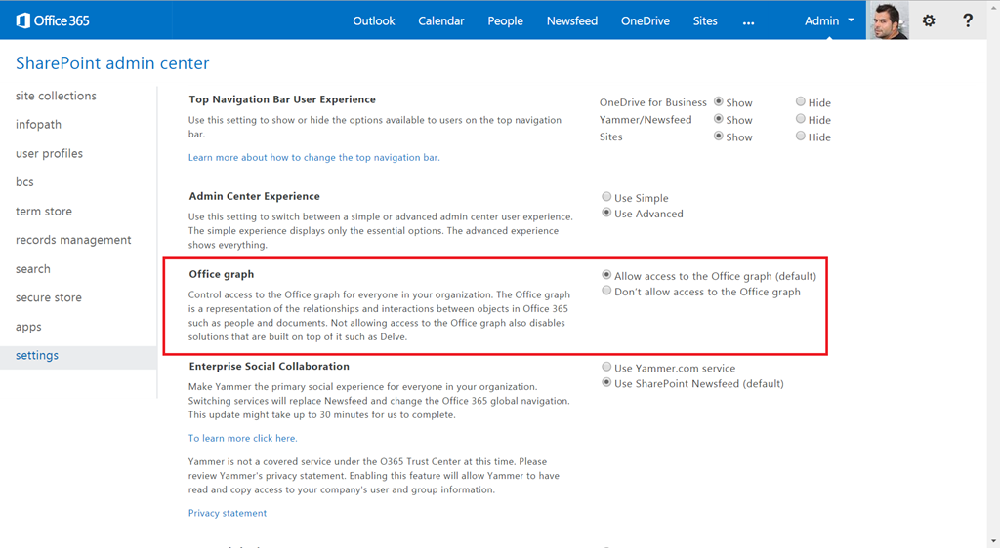 Office 365
Outlook Calendar People Newsfeed OneDrive Sites ... Admin ?
SharePoint admin center
site collections
infopath
user profiles
bcs
term store
records management
search
secure store
apps
settings
Top Navigation Bar User Experience
Use this setting to show or hide the options available to users on the top navigation
bar.
Learn more about how to change the top navigation bar.
OneDrive for Business Show Hide
Yammer/Newsfeed Show Hide
Sites Show Hide
Admin Center Experience
Use this setting to switch between a simple or advanced admin center user experience.
The simple experience displays only the essential options. The advanced experience
shows everything.
Use Simple
Use Advanced
Office graph
Control access to the Office graph for everyone in your organization. The Office graph
is a representation of the relationships and interactions between objects in Office 365
such as people and documents. Not allowing access to the Office graph also disables
solutions that are built on top of it such as Delve.
Allow access to the Office graph (default)
Don't allow access to the Office graph
Enterprise Social Collaboration
Make Yammer the primary social experience for everyone in your organization.
Switching services will replace Newsfeed and change the Office 365 global navigation.
This update might take up to 30 minutes for us to complete.
To learn more click here.
Yammer is not a covered service under the O365 Trust Center at this time. Please
review Yammer's privacy statement. Enabling this feature will allow Yammer to have
read and copy access to your company's user and group information.
Privacy statement
Use Yammer.com service
Use SharePoint Newsfeed (default)